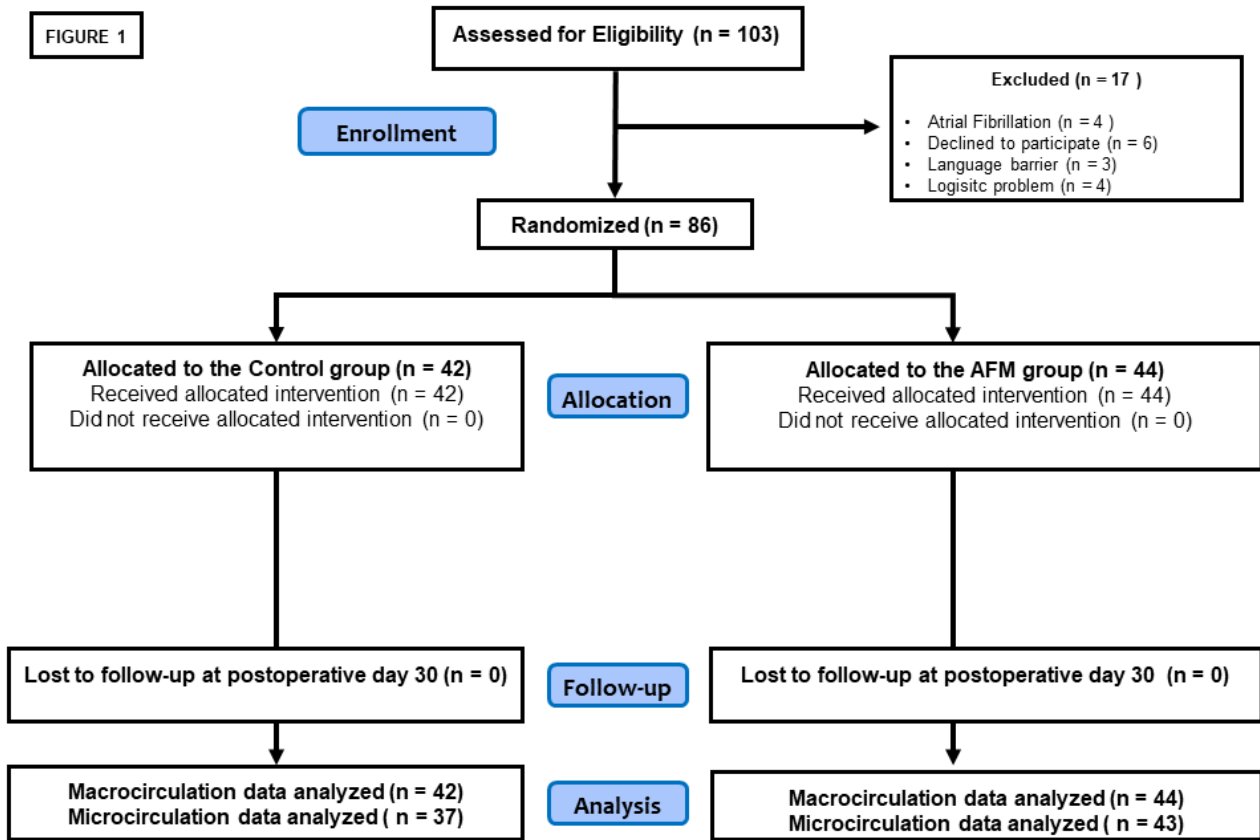 FIGURE 1
Assessed for Eligibility (n = 103)
Excluded (n = 17 )
• Atrial Fibrillation (n = 4 )
• Declined to participate (n = 6)
• Language barrier (n = 3)
• Logisitc problem (n = 4)
Enrollment
Randomized (n = 86)
Allocated to the Control group (n = 42)
Received allocated intervention (n = 42)
Did not receive allocated intervention (n = 0)
Allocation
Allocated to the AFM group (n = 44)
Received allocated intervention (n = 44)
Did not receive allocated intervention (n = 0)
Lost to follow-up at postoperative day 30 (n = 0)
Follow-up
Lost to follow-up at postoperative day 30 (n = 0)
Macrocirculation data analyzed (n = 42)
Microcirculation data analyzed ( n = 37)
Analysis
Macrocirculation data analyzed (n = 44)
Microcirculation data analyzed (n = 43)